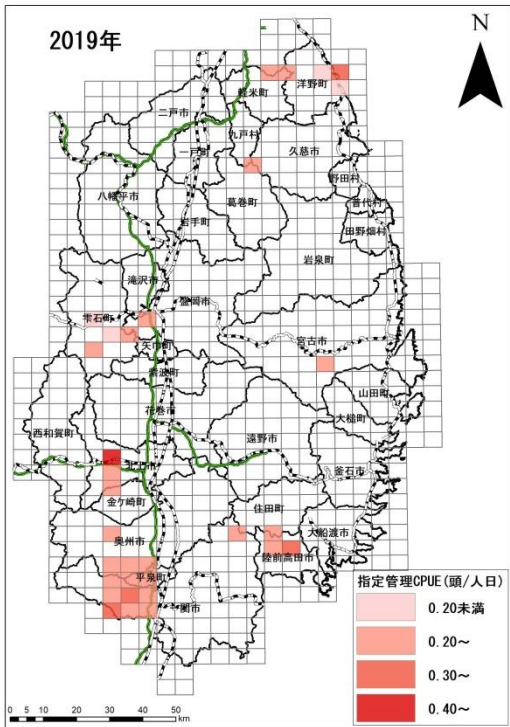 2019年
N
軽米町
洋野町
二戸市
九戸村
一戸町
久慈市
野田村
八幡平市
葛巻町
普代村
岩手町
田野畑村
岩泉町
滝沢市
盛岡市
雫石町
矢巾町
宮古市
紫波町
山田町
花巻市
大槌町
西和賀町
遠野市
釜石市
北上市
金ケ崎町
住田町
奥州市
大船渡市
陸前高田市
平泉町
一関市
指定管理CPUE(頭/人日)
0.20未満
0.20～
0.30～
0.40～
0 5 10 20 30 40 50
km